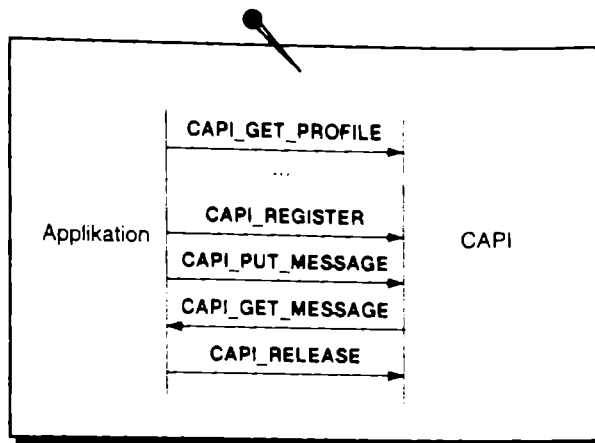 CAPI_GET_PROFILE
...
CAPI_REGISTER
Applikation
CAPI
CAPI_PUT_MESSAGE
CAPI_GET_MESSAGE
CAPI_RELEASE